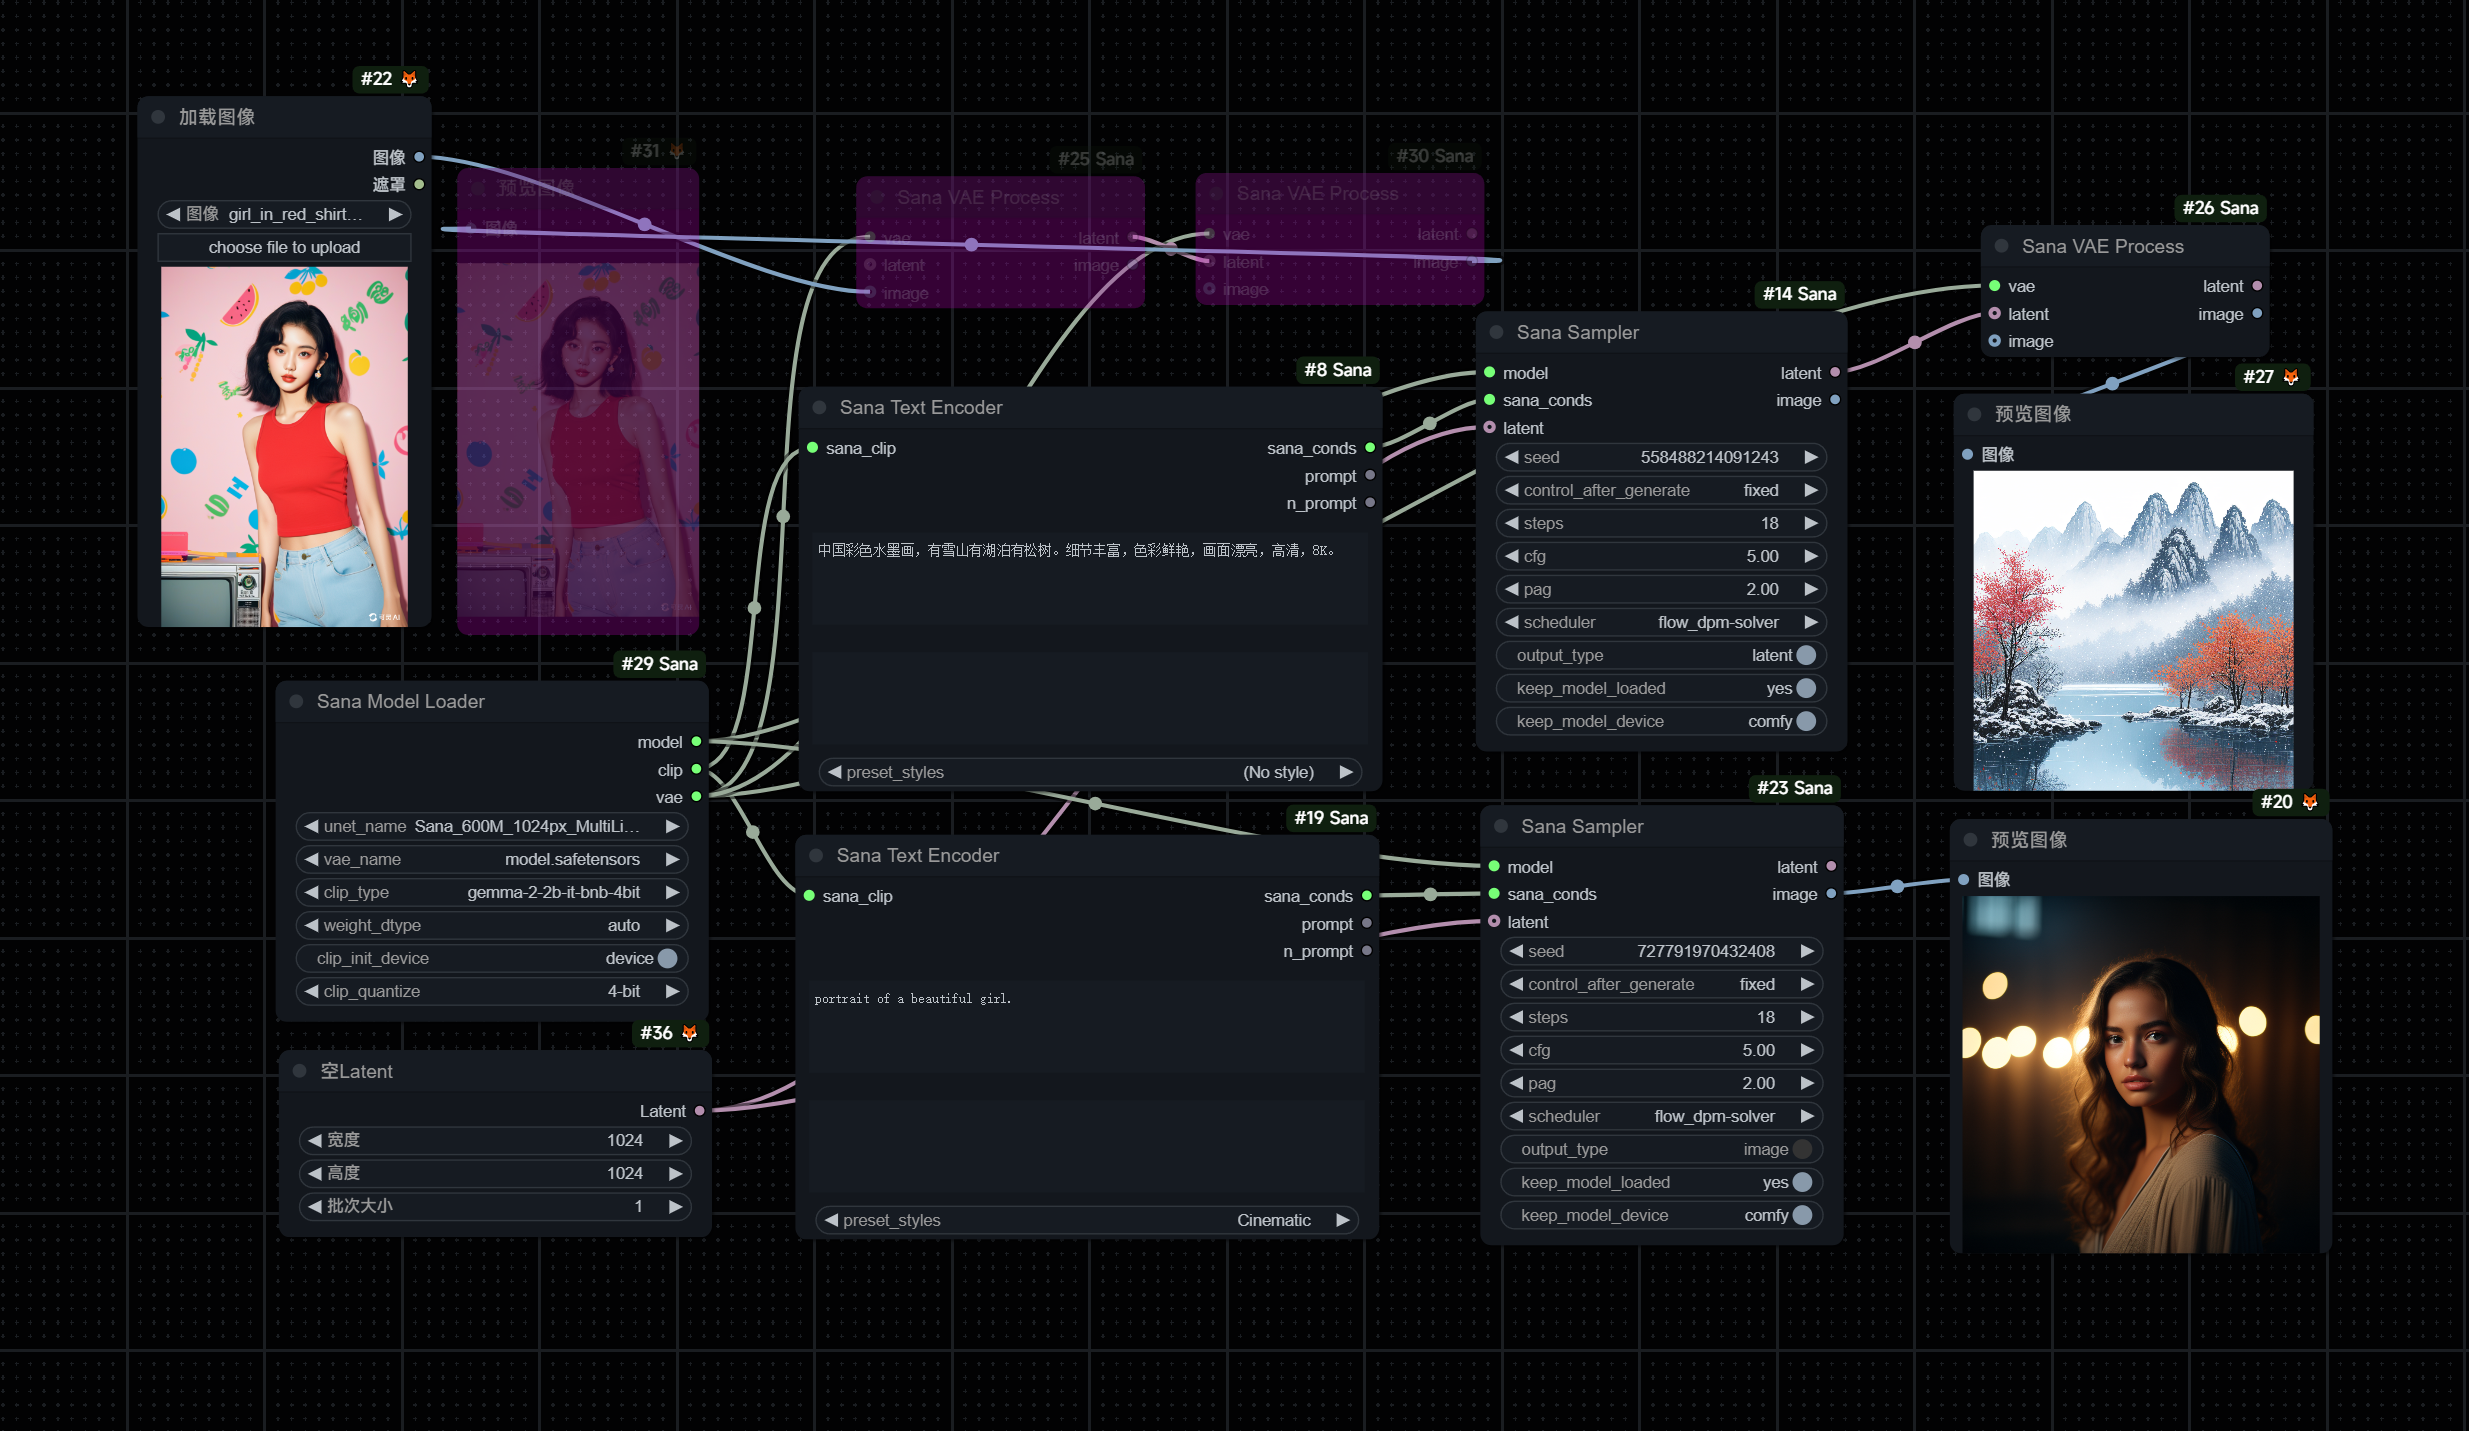 #22
加载图像
图像
遮罩
图像 girl_in_red_shirt...
choose file to upload
#31
预览图像
图像
#25 Sana
Sana VAE Process
vae
latent
image
latent
image
#30 Sana
Sana VAE Process
vae
latent
image
latent
image
#29 Sana
Sana Model Loader
model
clip
vae
unet_name Sana_600M_1024px_MultiLi...
vae_name model.safetensors
clip_type gemma-2-2b-it-bnb-4bit
weight_dtype auto
clip_init_device device
clip_quantize 4-bit
#36
空Latent
Latent
宽度 1024
高度 1024
批次大小 1
#8 Sana
Sana Text Encoder
sana_clip
sana_conds
prompt
n_prompt
中国彩色水墨画，有雪山有湖泊有松树。细节丰富，色彩鲜艳，画面漂亮，高清，8K。
preset_styles (No style)
#19 Sana
Sana Text Encoder
sana_clip
sana_conds
prompt
n_prompt
portrait of a beautiful girl.
preset_styles Cinematic
#14 Sana
Sana Sampler
model
sana_conds
latent
latent
image
seed 558488214091243
control_after_generate fixed
steps 18
cfg 5.00
pag 2.00
scheduler flow_dpm-solver
output_type latent
keep_model_loaded yes
keep_model_device comfy
#23 Sana
Sana Sampler
model
sana_conds
latent
latent
image
seed 727791970432408
control_after_generate fixed
steps 18
cfg 5.00
pag 2.00
scheduler flow_dpm-solver
output_type image
keep_model_loaded yes
keep_model_device comfy
#26 Sana
Sana VAE Process
vae
latent
image
latent
image
#27
预览图像
图像
#20
预览图像
图像